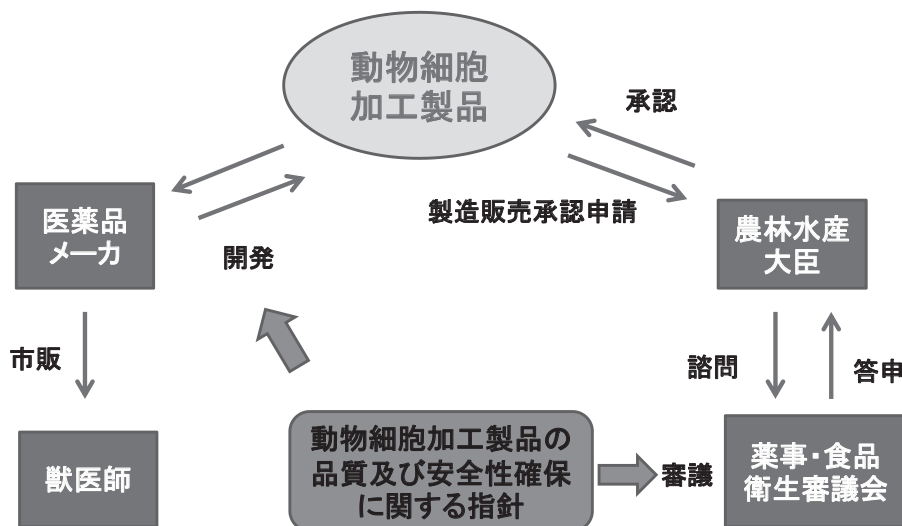 動物細胞
加工製品
承認
製造販売承認申請
医薬品
メーカ
農林水産
大臣
開発
市販
諮問
答申
獣医師
動物細胞加工製品の
品質及び安全性確保
に関する指針
審議
薬事・食品
衛生審議会